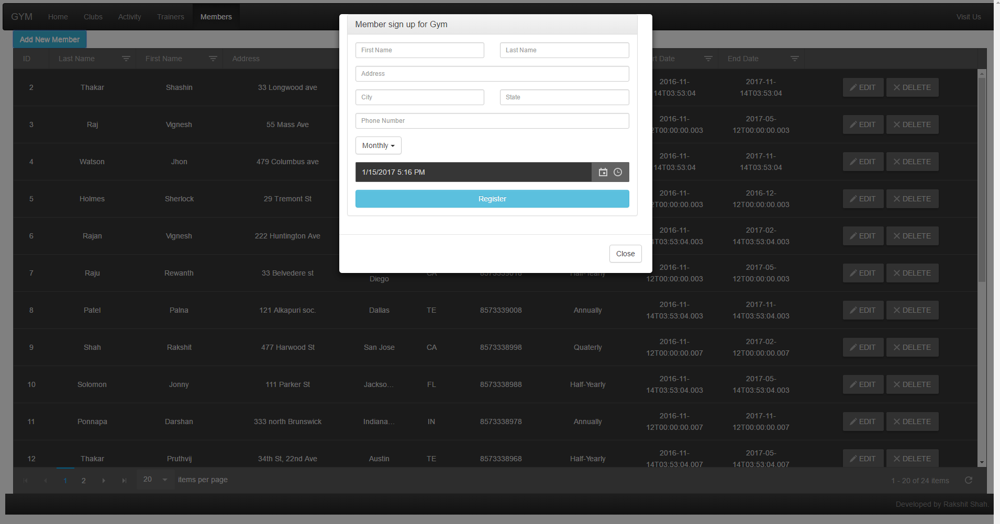 GYM Home Clubs Activity Trainers Members Visit Us
Add New Member
Member sign up for Gym
First Name Last Name
Address
City State
Phone Number
Monthly
1/15/2017 5:16 PM
Register
Close
ID Last Name First Name Address rt Date End Date
2 Thakar Shashin 33 Longwood ave 2016-11-14T03:53:04 2017-11-14T03:53:04 EDIT DELETE
3 Raj Vignesh 55 Mass Ave 2016-11-2T00:00:00.003 2017-05-12T00:00:00.003 EDIT DELETE
4 Watson Jhon 479 Columbus ave 2016-11-14T03:53:04 2017-11-14T03:53:04 EDIT DELETE
5 Holmes Sherlock 29 Tremont St 2016-11-2T00:00:00.003 2016-12-12T00:00:00.003 EDIT DELETE
6 Rajan Vignesh 222 Huntington Ave 2016-11-4T03:53:04.003 2017-02-14T03:53:04.003 EDIT DELETE
7 Raju Rewanth 33 Belvedere st Diego CA 8573339018 Half-Yearly 2016-11-12T00:00:00.003 2017-05-12T00:00:00.003 EDIT DELETE
8 Patel Palna 121 Alkapuri soc. Dallas TE 8573339008 Annually 2016-11-14T03:53:04.003 2017-11-14T03:53:04.003 EDIT DELETE
9 Shah Rakshit 477 Harwood St San Jose CA 8573338998 Quaterly 2016-11-12T00:00:00.007 2017-02-12T00:00:00.007 EDIT DELETE
10 Solomon Jonny 111 Parker St Jackso... FL 8573338988 Half-Yearly 2016-11-14T03:53:04.003 2017-05-14T03:53:04.003 EDIT DELETE
11 Ponnapa Darshan 333 north Brunswick Indiana... IN 8573338978 Annually 2016-11-12T00:00:00.007 2017-11-12T00:00:00.007 EDIT DELETE
12 Thakar Pruthvij 34th St, 22nd Ave Austin TE 8573338968 Half-Yearly 2016-11-14T03:53:04.007 2017-05-14T03:53:04.007 EDIT DELETE
1 2 20 items per page 1 - 20 of 24 items
Developed by Rakshit Shah.